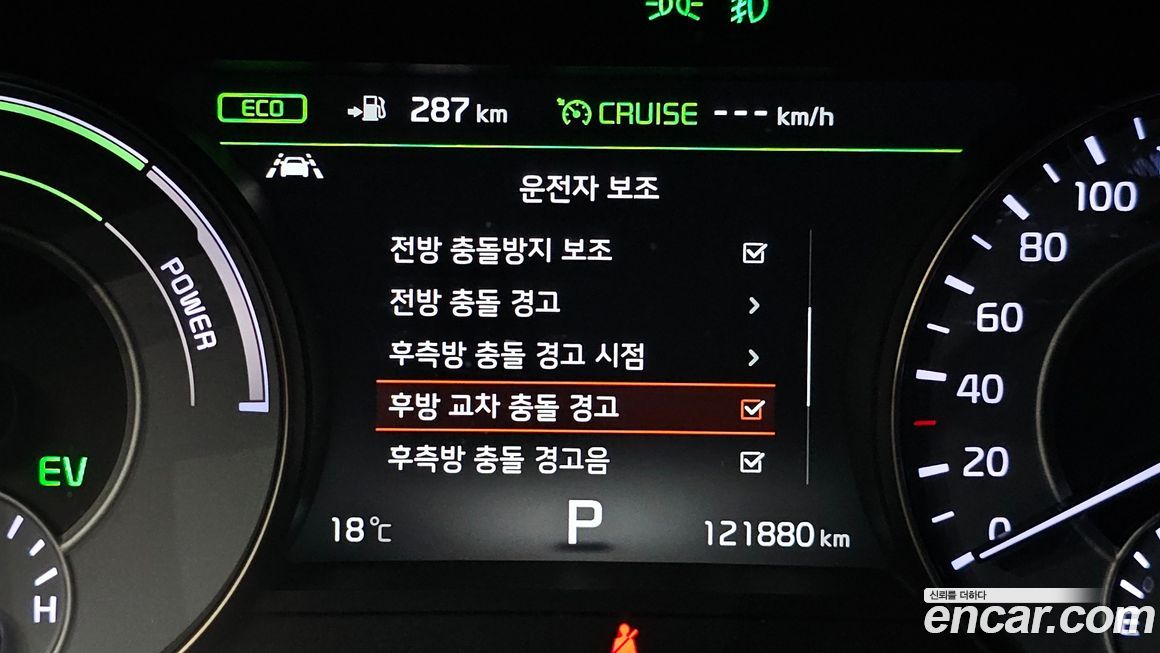 ECO 287 km CRUISE --- km/h
운전자 보조
전방 충돌방지 보조
전방 충돌 경고
후측방 충돌 경고 시점
후방 교차 충돌 경고
후측방 충돌 경고음
P
18℃ 121880 km
POWER
EV
H
100
80
60
40
20
0
E
신뢰를 더하다
encar.com